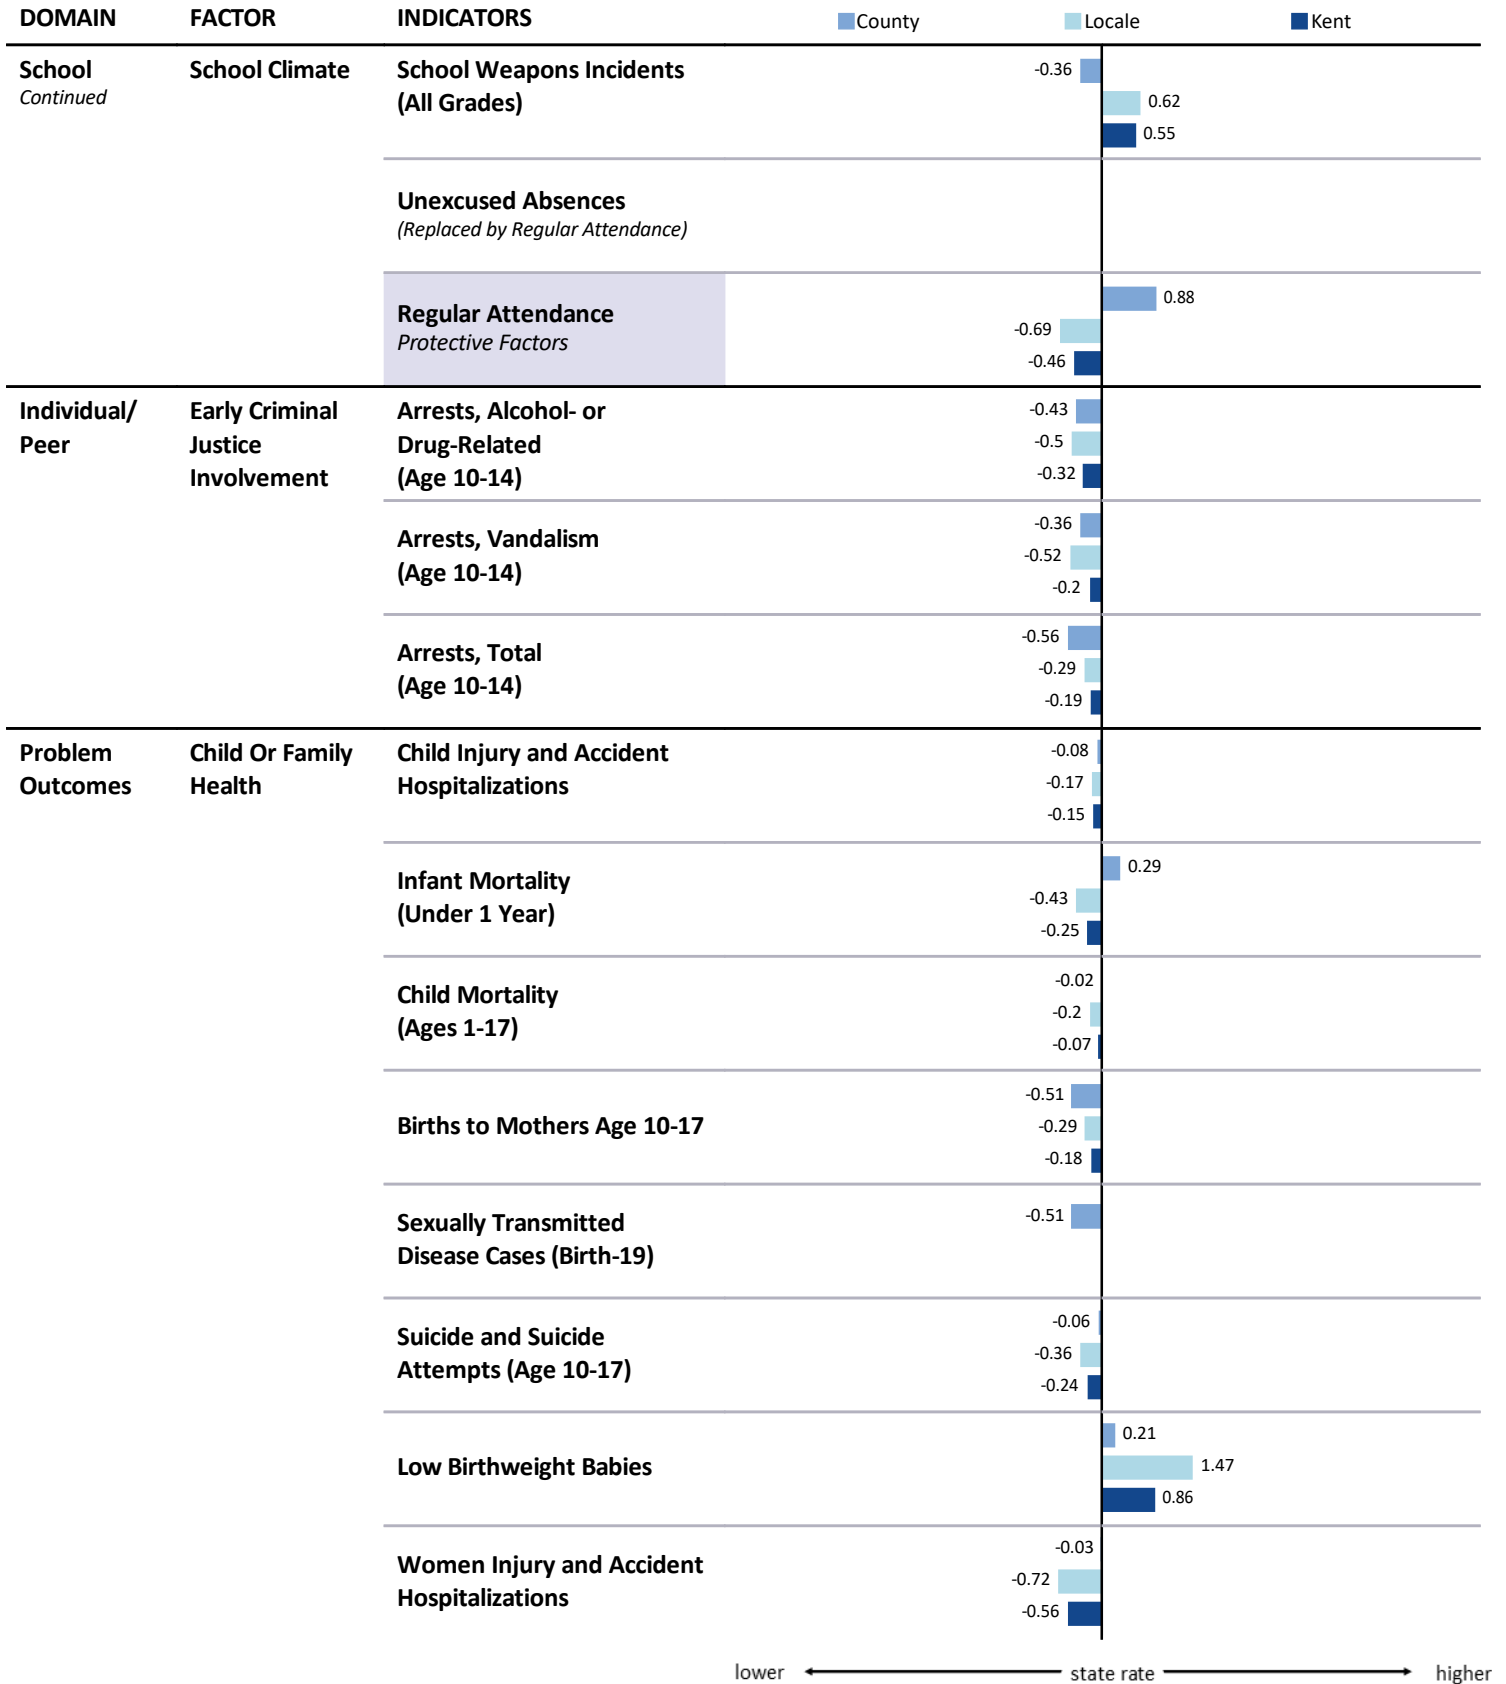 DOMAIN FACTOR INDICATORS County Locale Kent
School School Climate School Weapons Incidents
Continued
(All Grades)
-0.36
0.62
0.55
Unexcused Absences
(Replaced by Regular Attendance)
Regular Attendance
Protective Factors
0.88
-0.69
-0.46
Individual/
Peer
Early Criminal
Justice
Involvement
Arrests, Alcohol- or
Drug-Related
(Age 10-14)
-0.43
-0.5
-0.32
Arrests, Vandalism
(Age 10-14)
-0.36
-0.52
-0.2
Arrests, Total
(Age 10-14)
-0.56
-0.29
-0.19
Problem
Outcomes
Child Or Family
Health
Child Injury and Accident
Hospitalizations
-0.08
-0.17
-0.15
Infant Mortality
(Under 1 Year)
0.29
-0.43
-0.25
Child Mortality
(Ages 1-17)
-0.02
-0.2
-0.07
Births to Mothers Age 10-17
-0.51
-0.29
-0.18
Sexually Transmitted
Disease Cases (Birth-19)
-0.51
Suicide and Suicide
Attempts (Age 10-17)
-0.06
-0.36
-0.24
Low Birthweight Babies
0.21
1.47
0.86
Women Injury and Accident
Hospitalizations
-0.03
-0.72
-0.56
lower state rate higher